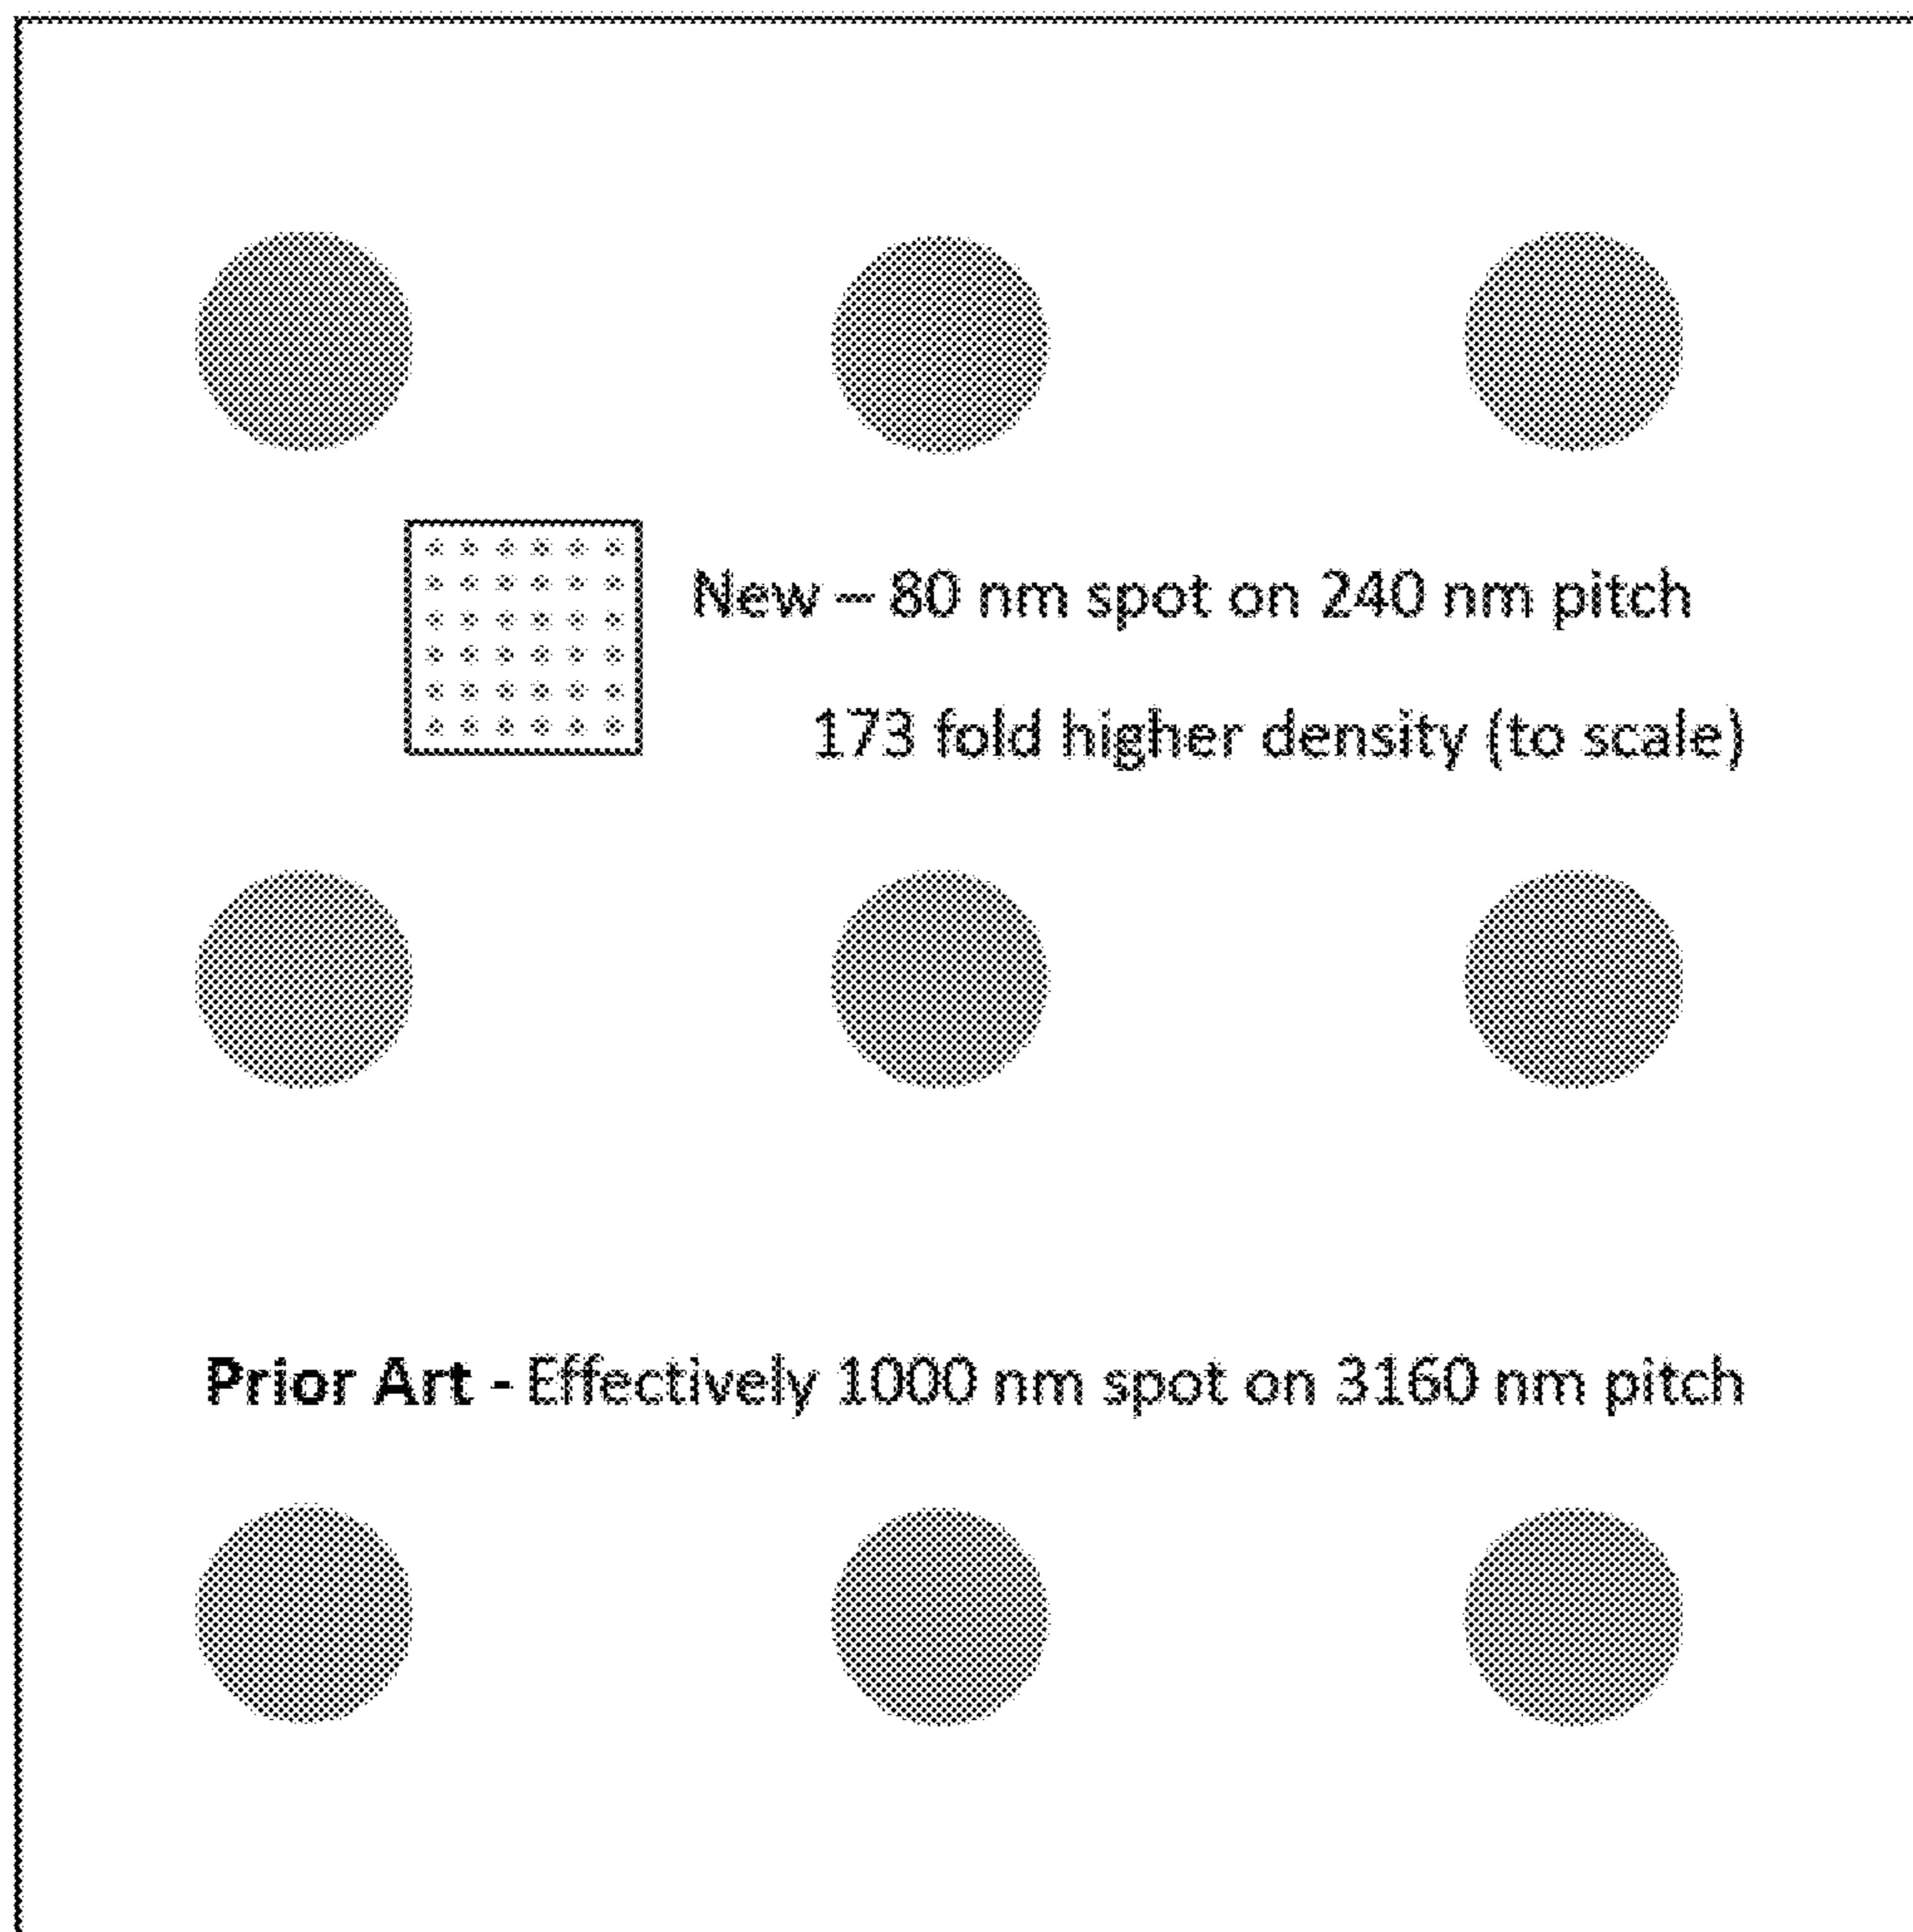 New – 80 nm spot on 240 nm pitch
173 fold higher density (to scale)
Prior Art - Effectively 1000 nm spot on 3160 nm pitch